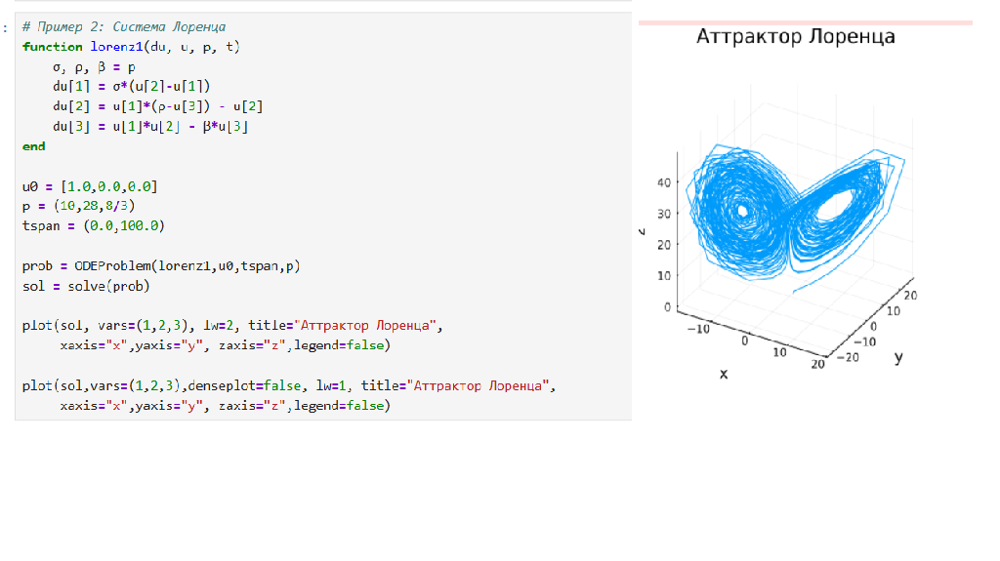 :
# Пример 2: Система Лоренца
function lorenz1(du, u, p, t)
    σ, ρ, β = p
    du[1] = σ*(u[2]-u[1])
    du[2] = u[1]*(ρ-u[3]) - u[2]
    du[3] = u[1]*u[2] - β*u[3]
end
u0 = [1.0,0.0,0.0]
p = (10,28,8/3)
tspan = (0.0,100.0)
prob = ODEProblem(lorenz1,u0,tspan,p)
sol = solve(prob)
plot(sol, vars=(1,2,3), lw=2, title="Аттрактор Лоренца",
     xaxis="x",yaxis="y", zaxis="z",legend=false)
plot(sol,vars=(1,2,3),denseplot=false, lw=1, title="Аттрактор Лоренца",
     xaxis="x",yaxis="y", zaxis="z",legend=false)
Аттрактор Лоренца
40
30
z
20
10
0
−10
0
10
20
x
20
10
0
−10
−20
y